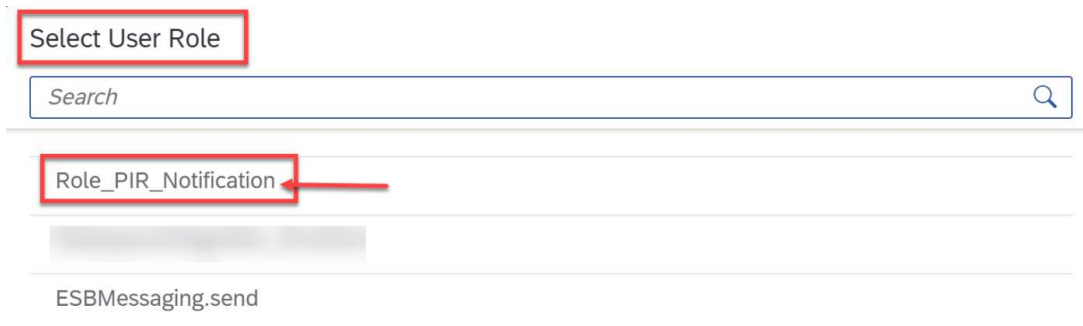 Select User Role
Search
Role_PIR_Notification
ESBMessaging.send